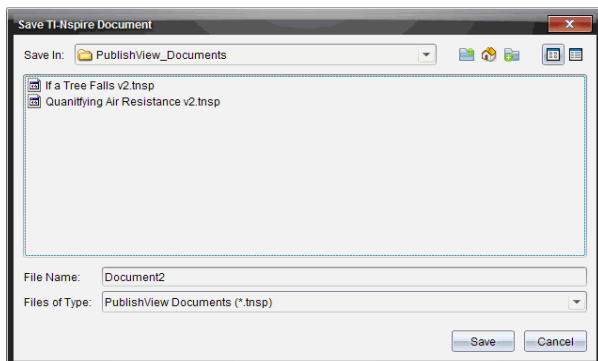 Save TI-Nspire Document
Save In: PublishView_Documents
If a Tree Falls v2.tnsp
Quanitfying Air Resistance v2.tnsp
File Name: Document2
Files of Type: PublishView Documents (*.tnsp)
Save Cancel